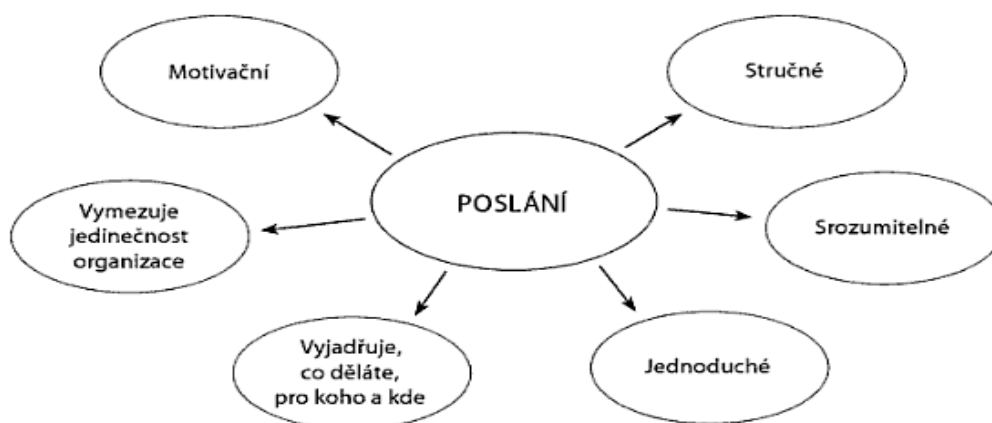 Motivační
Stručné
POSLÁNÍ
Vymezuje
jedinečnost
organizace
Srozumitelné
Vyjadřuje,
co děláte,
pro koho a kde
Jednoduché